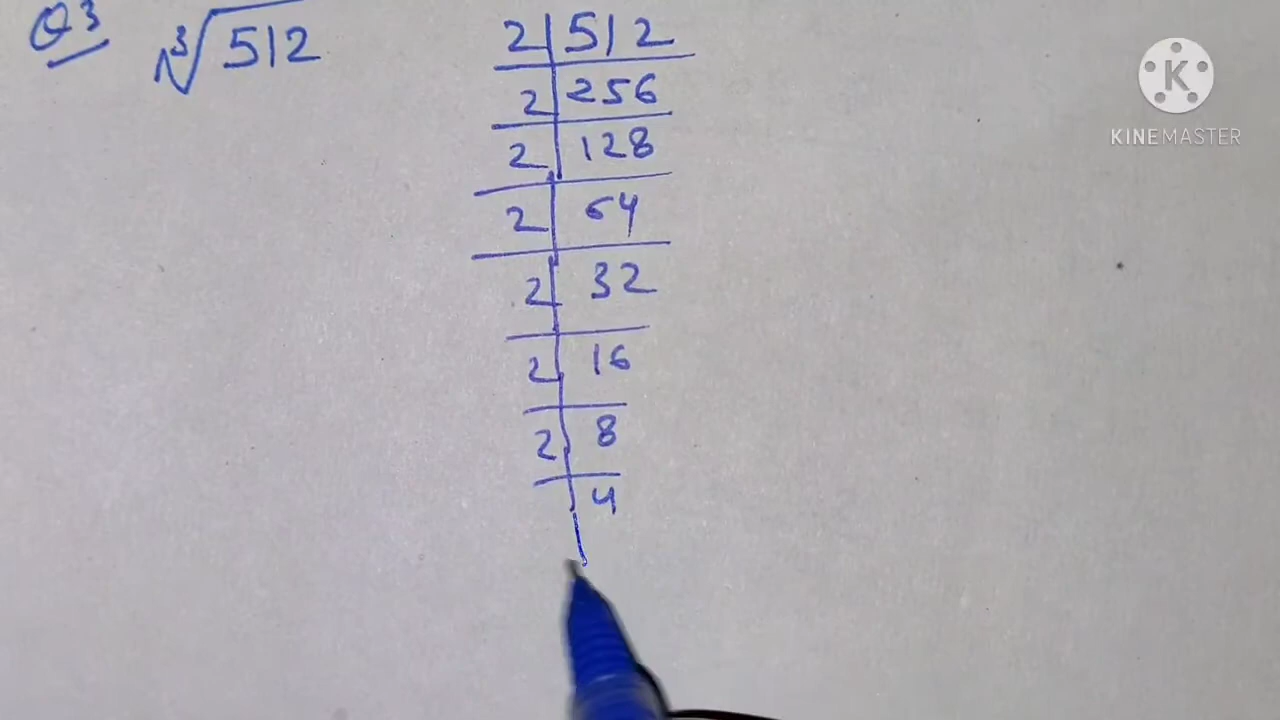 Q3 ∛512
2 | 512
2 | 256
2 | 128
2 | 64
2 | 32
2 | 16
2 | 8
4
K
KINEMASTER